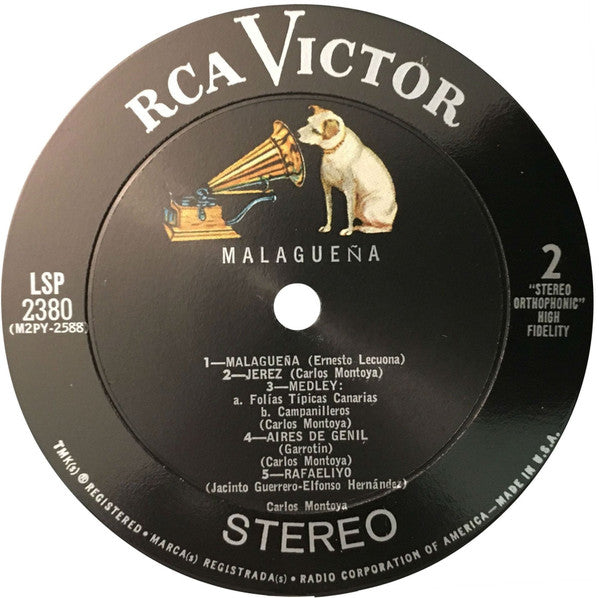 RCA VICTOR
MALAGUEÑA
LSP
2380
(M2PY-2588)
2
"STEREO
ORTHOPHONIC"
HIGH
FIDELITY
1—MALAGUEÑA (Ernesto Lecuona)
2—JEREZ (Carlos Montoya)
3—MEDLEY:
a. Folías Típicas Canarias
b. Campanilleros
(Carlos Montoya)
4—AIRES DE GENIL
(Garrotin)
(Carlos Montoya)
5—RAFAELIYO
(Jacinto Guerrero-Elfonso Hernández)
Carlos Montoya
STEREO
TMK(s) ® REGISTERED • MARCA(s) REGISTRADA(s) • RADIO CORPORATION OF AMERICA—MADE IN U.S.A.